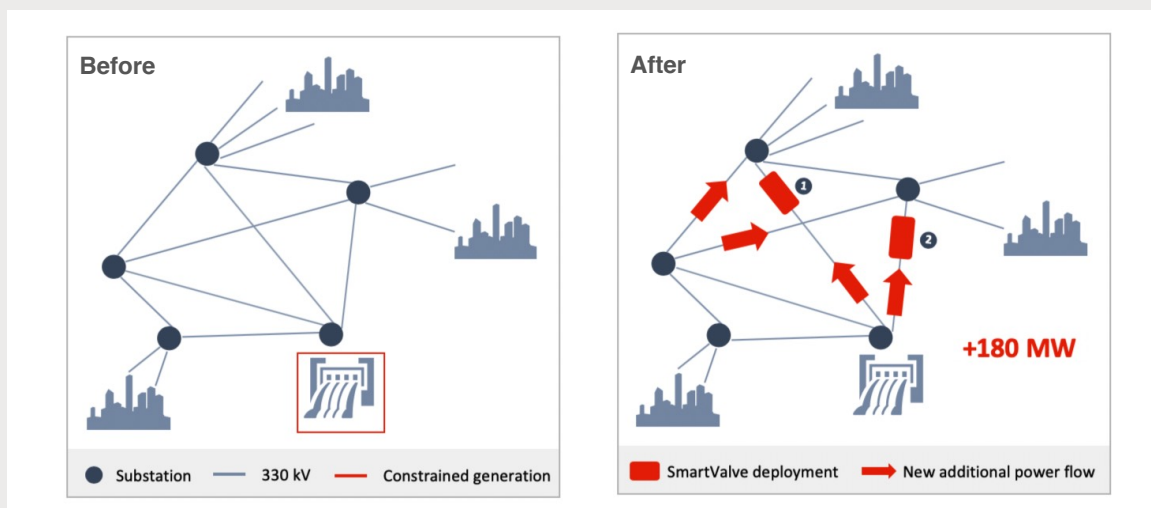 Before
Substation
330 kV
Constrained generation
After
1
2
+180 MW
SmartValve deployment
New additional power flow